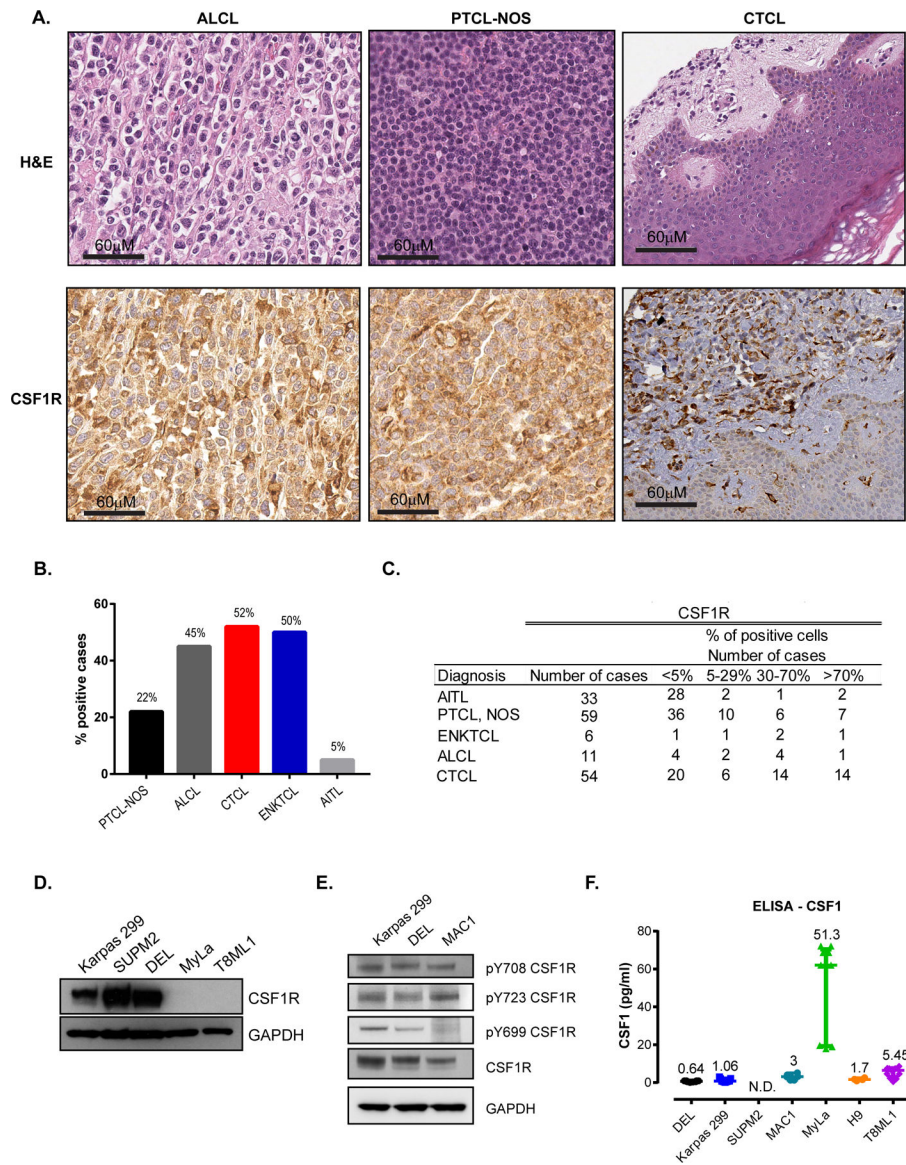 A.
ALCL PTCL-NOS CTCL
H&E
60µM 60µM 60µM
CSF1R
60µM 60µM 60µM
B.
% positive cases
60
40
20
0
22% 45% 52% 50% 5%
PTCL-NOS ALCL CTCL ENKTCL AITL
C.
CSF1R
% of positive cells
Number of cases
Diagnosis Number of cases <5% 5-29% 30-70% >70%
AITL 33 28 2 1 2
PTCL, NOS 59 36 10 6 7
ENKTCL 6 1 1 2 1
ALCL 11 4 2 4 1
CTCL 54 20 6 14 14
D.
Karpas 299 SUPM2 DEL MyLa T8ML1
CSF1R
GAPDH
E.
Karpas 299 DEL MAC1
pY708 CSF1R
pY723 CSF1R
pY699 CSF1R
CSF1R
GAPDH
F.
ELISA - CSF1
CSF1 (pg/ml)
80
60
40
20
0
0.64 1.06 N.D. 3 51.3 1.7 5.45
DEL Karpas 299 SUPM2 MAC1 MyLa H9 T8ML1